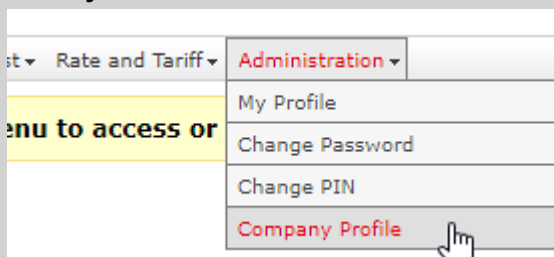 st Rate and Tariff Administration
My Profile
enu to access or
Change Password
Change PIN
Company Profile